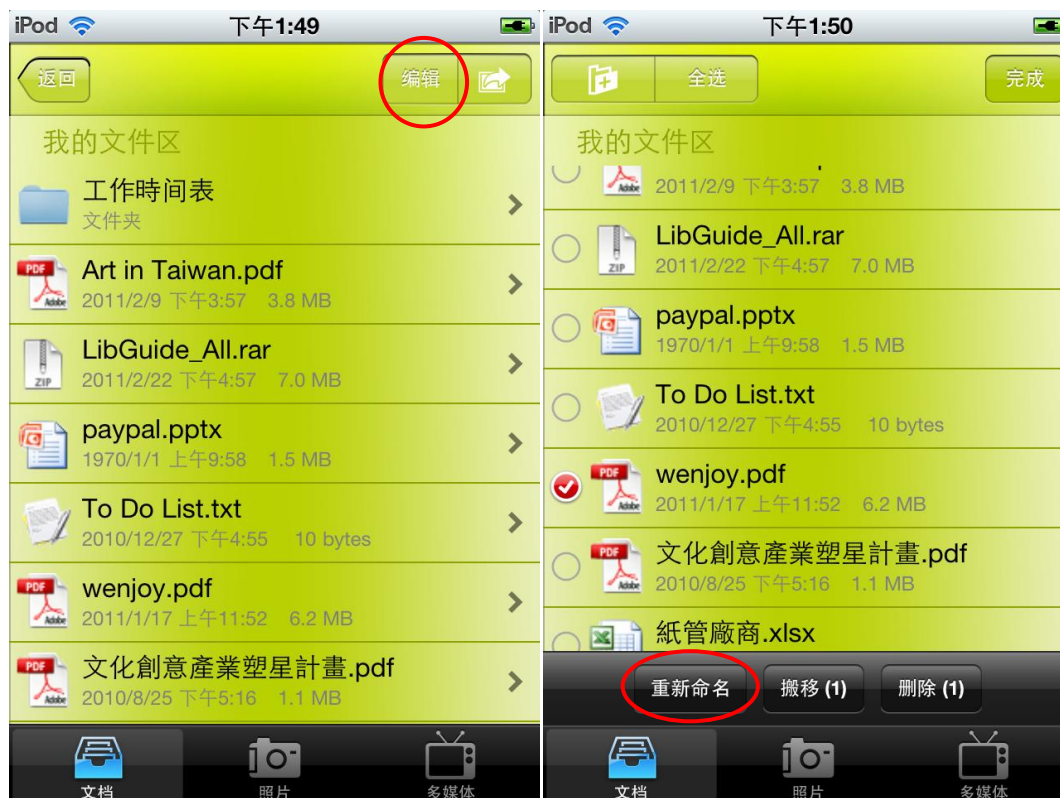 iPod 下午1:49
返回 编辑
我的文件区
工作時间表
文件夹
Art in Taiwan.pdf
2011/2/9 下午3:57 3.8 MB
LibGuide_All.rar
2011/2/22 下午4:57 7.0 MB
paypal.pptx
1970/1/1 上午9:58 1.5 MB
To Do List.txt
2010/12/27 下午4:55 10 bytes
wenjoy.pdf
2011/1/17 上午11:52 6.2 MB
文化創意產業塑星計畫.pdf
2010/8/25 下午5:16 1.1 MB
文档 照片 多媒体
iPod 下午1:50
全选 完成
我的文件区
2011/2/9 下午3:57 3.8 MB
LibGuide_All.rar
2011/2/22 下午4:57 7.0 MB
paypal.pptx
1970/1/1 上午9:58 1.5 MB
To Do List.txt
2010/12/27 下午4:55 10 bytes
wenjoy.pdf
2011/1/17 上午11:52 6.2 MB
文化創意產業塑星計畫.pdf
2010/8/25 下午5:16 1.1 MB
紙管廠商.xlsx
重新命名 搬移 (1) 删除 (1)
文档 照片 多媒体